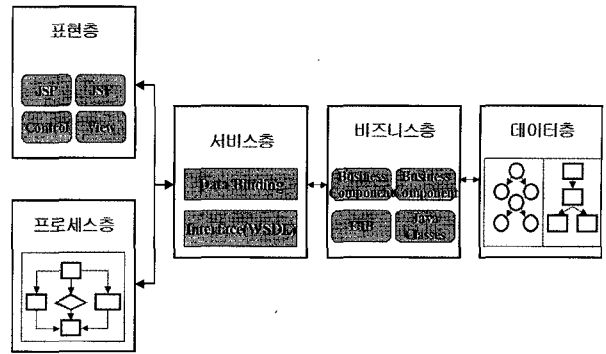 표현층
JSP JSP
Control View
서비스층
Data Binding
Interface(WSDL)
비즈니스층
Business Component
Business Component
EJB
Java Classes
데이터층
프로세스층